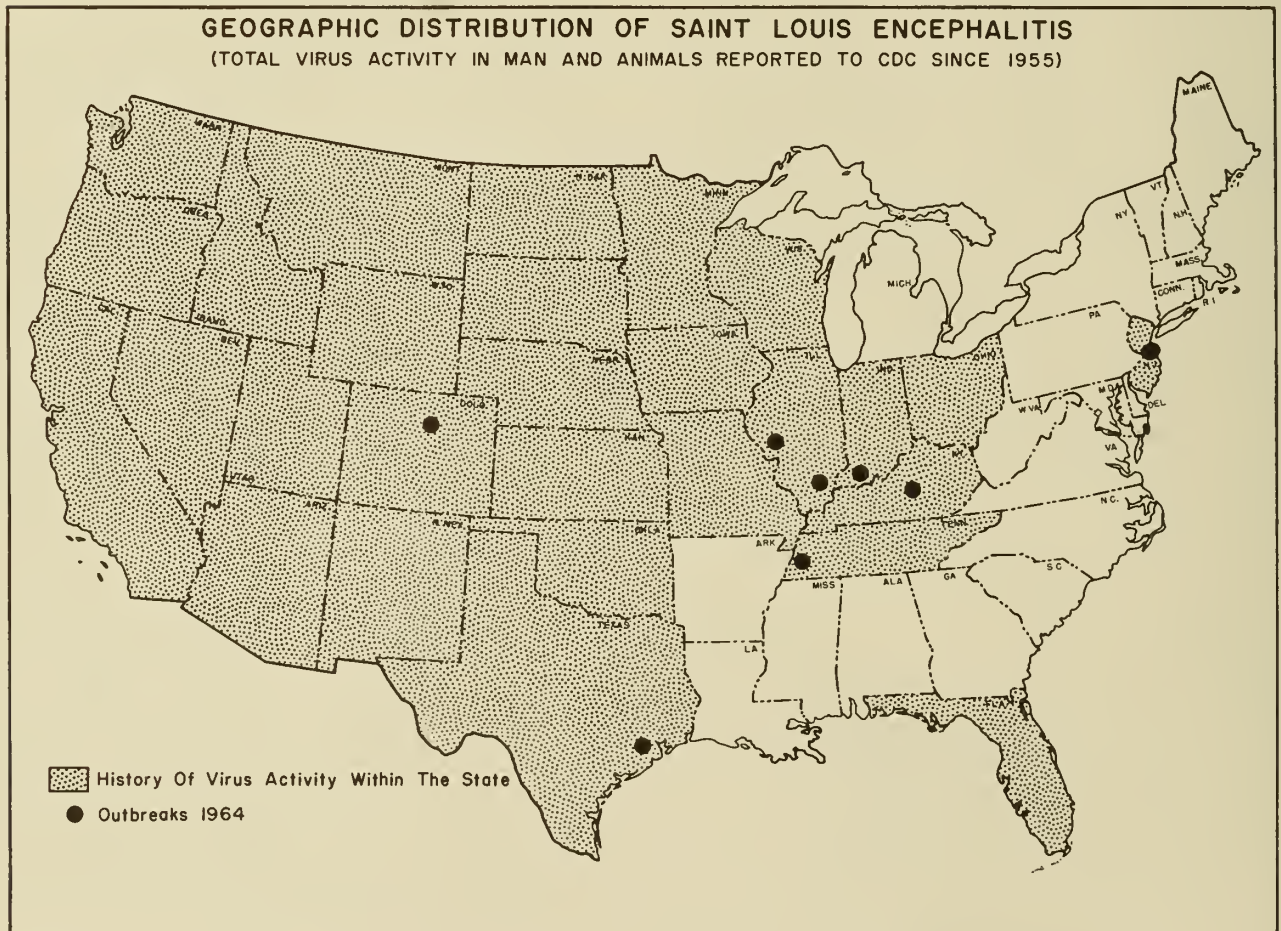 GEOGRAPHIC DISTRIBUTION OF SAINT LOUIS ENCEPHALITIS
(TOTAL VIRUS ACTIVITY IN MAN AND ANIMALS REPORTED TO CDC SINCE 1955)
MAINE
WASH.
MONT.
N. DAK.
MINN.
VT.
N.H.
NY
OREG.
WIS.
MASS.
MICH.
CONN.
R I
WYO
CAL.
IDAHO
NEV.
PA
IOWA
NEBR.
ILL.
IND.
OHIO
COLO.
MD.
DEL
W VA
KAN.
VA
KY.
UTAH
ARIZ.
N. MEX.
OKLA.
ARK
TENN.
N C.
MISS
ALA
GA
S C
TEXAS
LA
FLA.
History Of Virus Activity Within The State
Outbreaks 1964